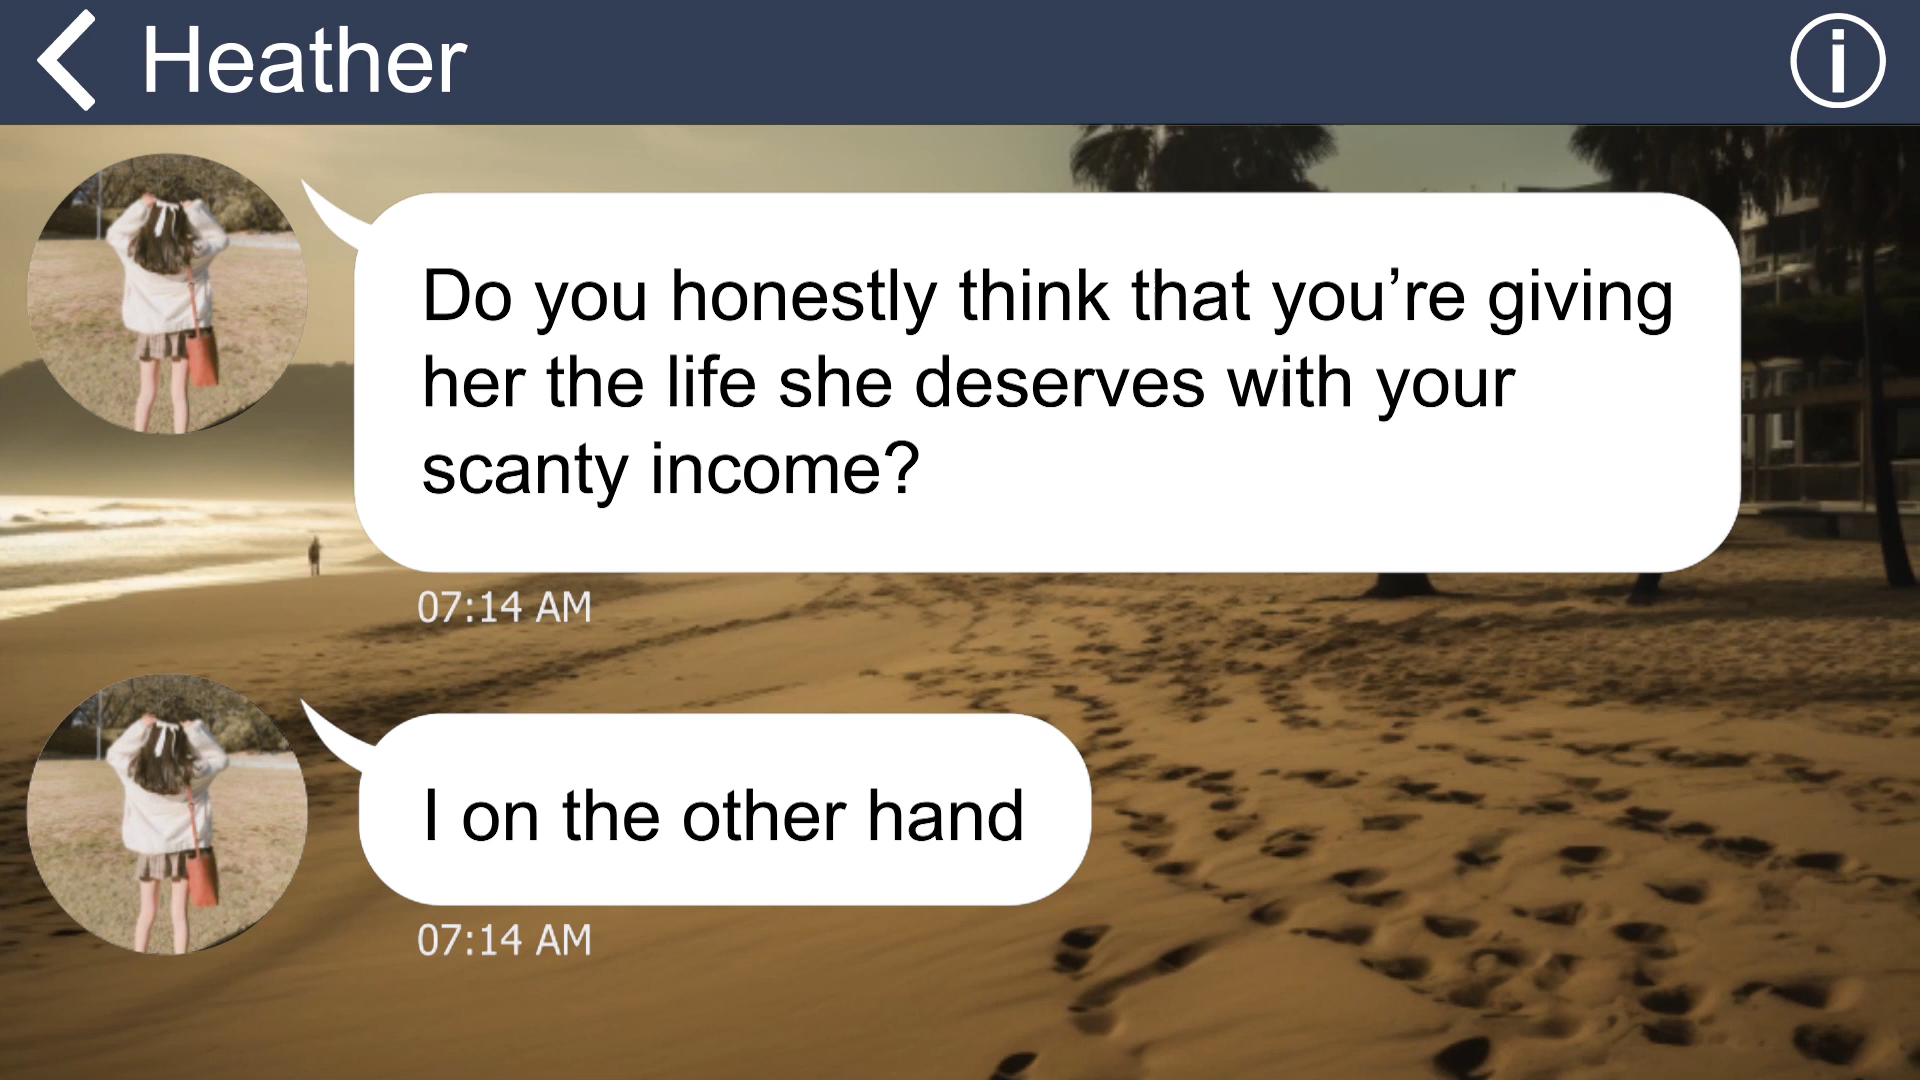 Heather
Do you honestly think that you’re giving
her the life she deserves with your
scanty income?
07:14 AM
I on the other hand
07:14 AM